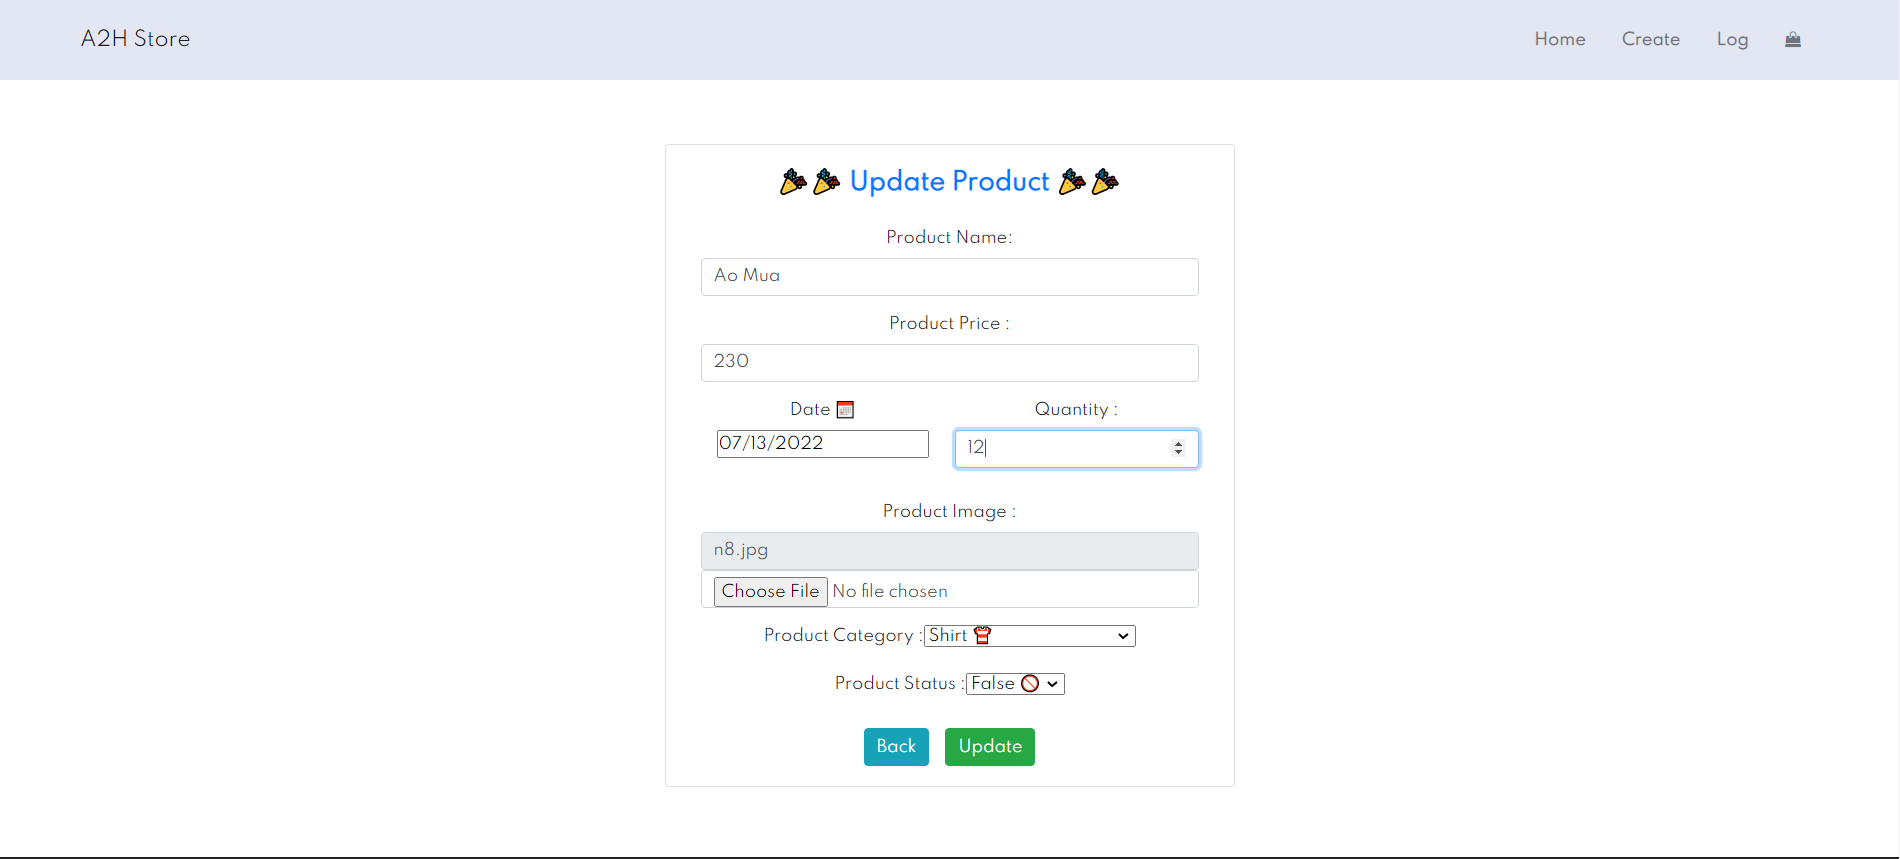 A2H Store Home Create Log
Update Product
Product Name:
Ao Mua
Product Price :
230
Date Quantity :
07/13/2022 12
Product Image :
n8.jpg
Choose File No file chosen
Product Category : Shirt
Product Status : False
Back Update